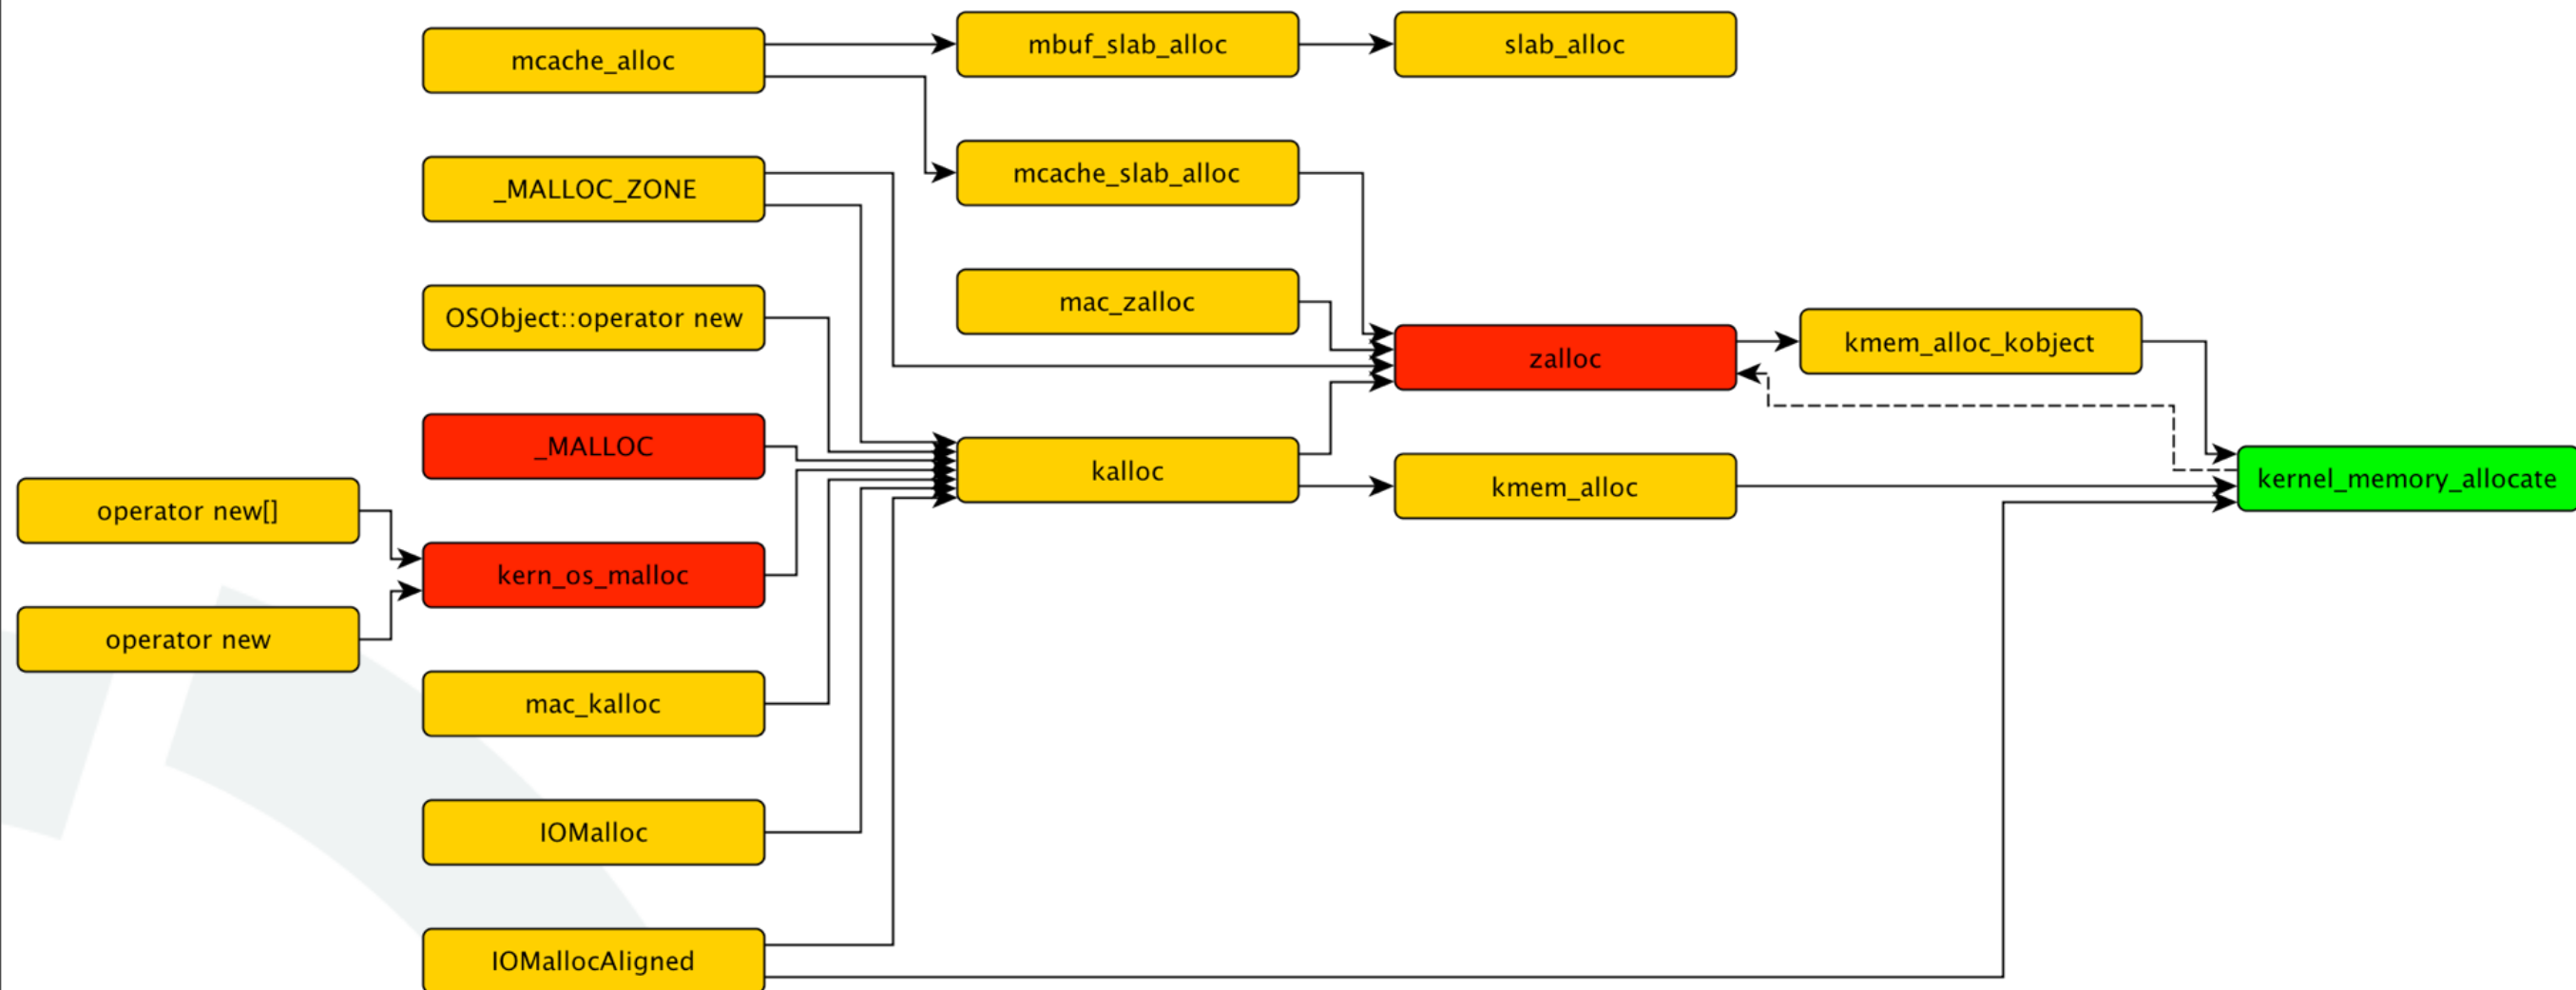 mcache_alloc
mbuf_slab_alloc
slab_alloc
_MALLOC_ZONE
mcache_slab_alloc
OSObject::operator new
mac_zalloc
zalloc
kmem_alloc_kobject
_MALLOC
kalloc
kmem_alloc
kernel_memory_allocate
operator new[]
kern_os_malloc
operator new
mac_kalloc
IOMalloc
IOMallocAligned